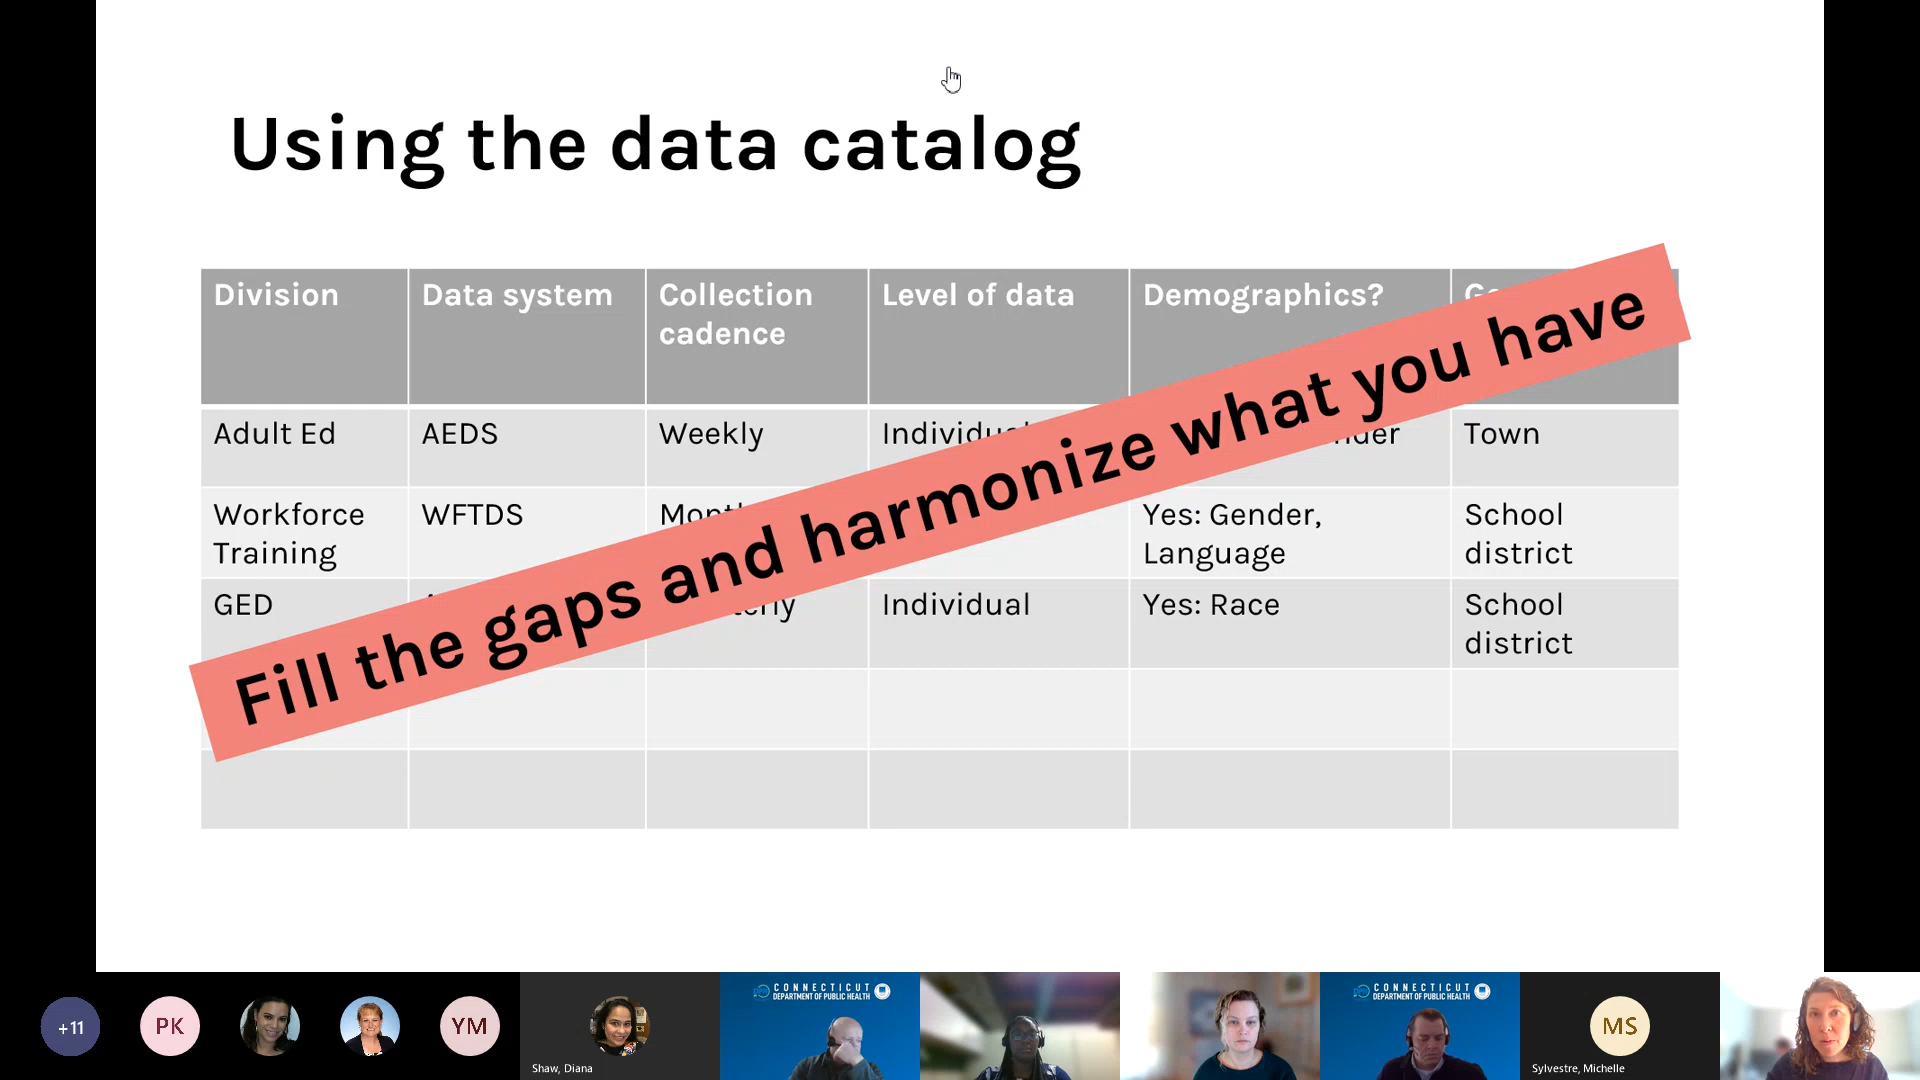 Using the data catalog
Division
Data system
Collection
cadence
Level of data
Demographics?
Adult Ed
AEDS
Weekly
Town
Workforce
Training
WFTDS
Yes: Gender,
Language
School
district
GED
Individual
Yes: Race
School
district
Fill the gaps and harmonize what you have
+11
PK
YM
Shaw, Diana
CONNECTICUT
DEPARTMENT OF PUBLIC HEALTH
CONNECTICUT
DEPARTMENT OF PUBLIC HEALTH
MS
Sylvestre, Michelle